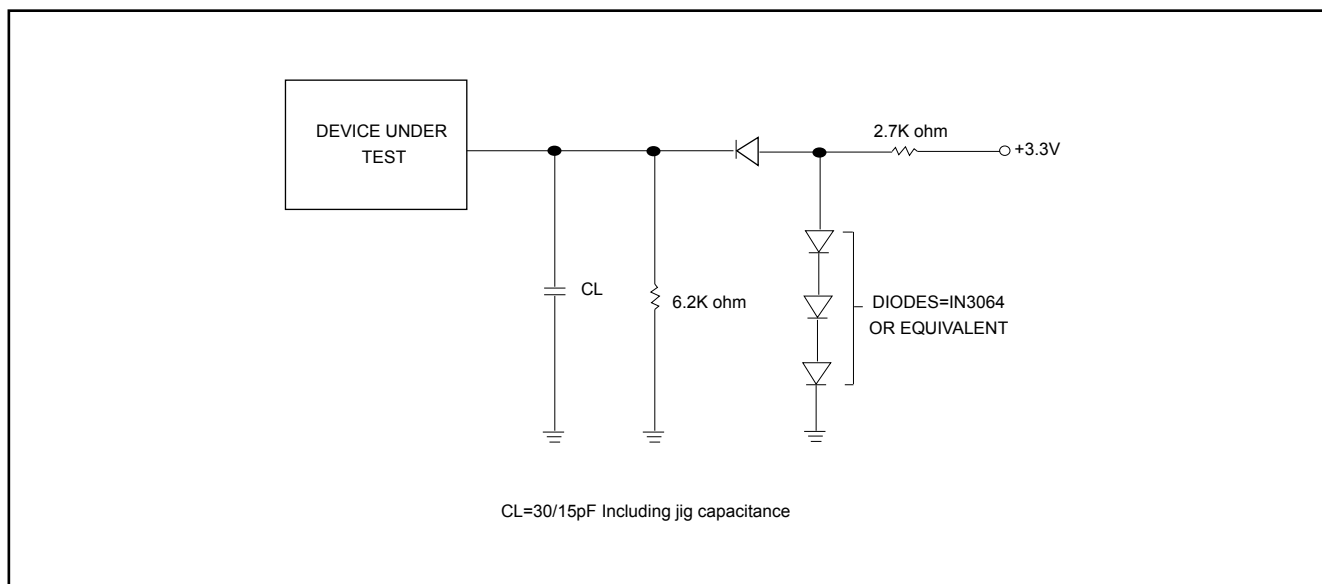 DEVICE UNDER
TEST
2.7K ohm
+3.3V
CL
6.2K ohm
DIODES=IN3064
OR EQUIVALENT
CL=30/15pF Including jig capacitance